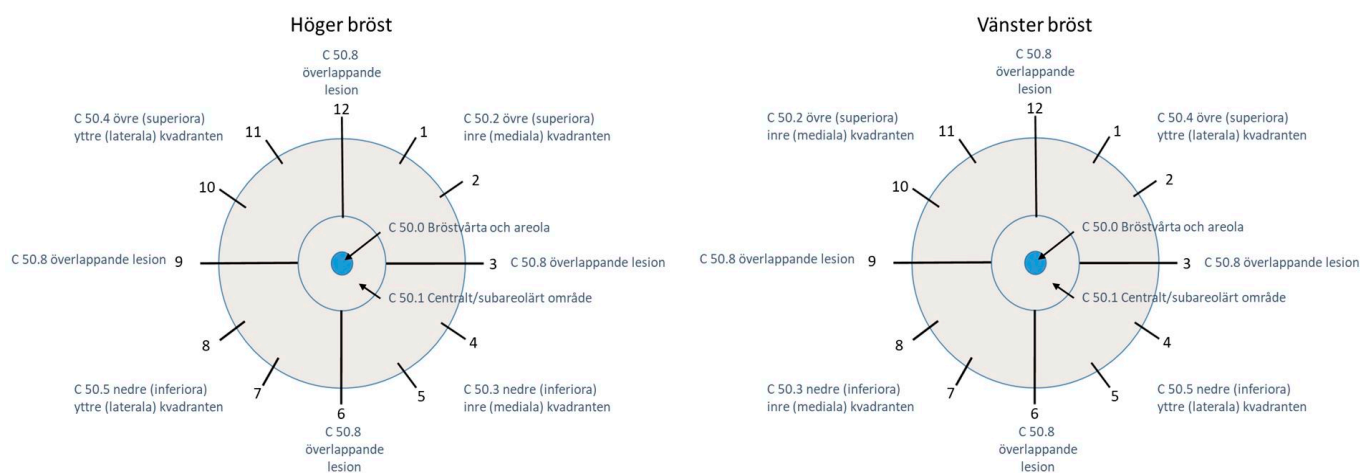 Höger bröst
C 50.8
överlappande
lesion
12
C 50.4 övre (superiora)
yttre (laterala) kvadranten
11
1
C 50.2 övre (superiora)
inre (mediala) kvadranten
10
2
C 50.0 Bröstvårta och areola
C 50.8 överlappande lesion 9
3 C 50.8 överlappande lesion
C 50.1 Centralt/subareolärt område
8
4
C 50.5 nedre (inferiora)
yttre (laterala) kvadranten
7
5
C 50.3 nedre (inferiora)
inre (mediala) kvadranten
6
C 50.8
överlappande
lesion
Vänster bröst
C 50.8
överlappande
lesion
12
C 50.2 övre (superiora)
inre (mediala) kvadranten
11
1
C 50.4 övre (superiora)
yttre (laterala) kvadranten
10
2
C 50.0 Bröstvårta och areola
C 50.8 överlappande lesion 9
3 C 50.8 överlappande lesion
C 50.1 Centralt/subareolärt område
8
4
C 50.3 nedre (inferiora)
inre (mediala) kvadranten
7
5
C 50.5 nedre (inferiora)
yttre (laterala) kvadranten
6
C 50.8
överlappande
lesion